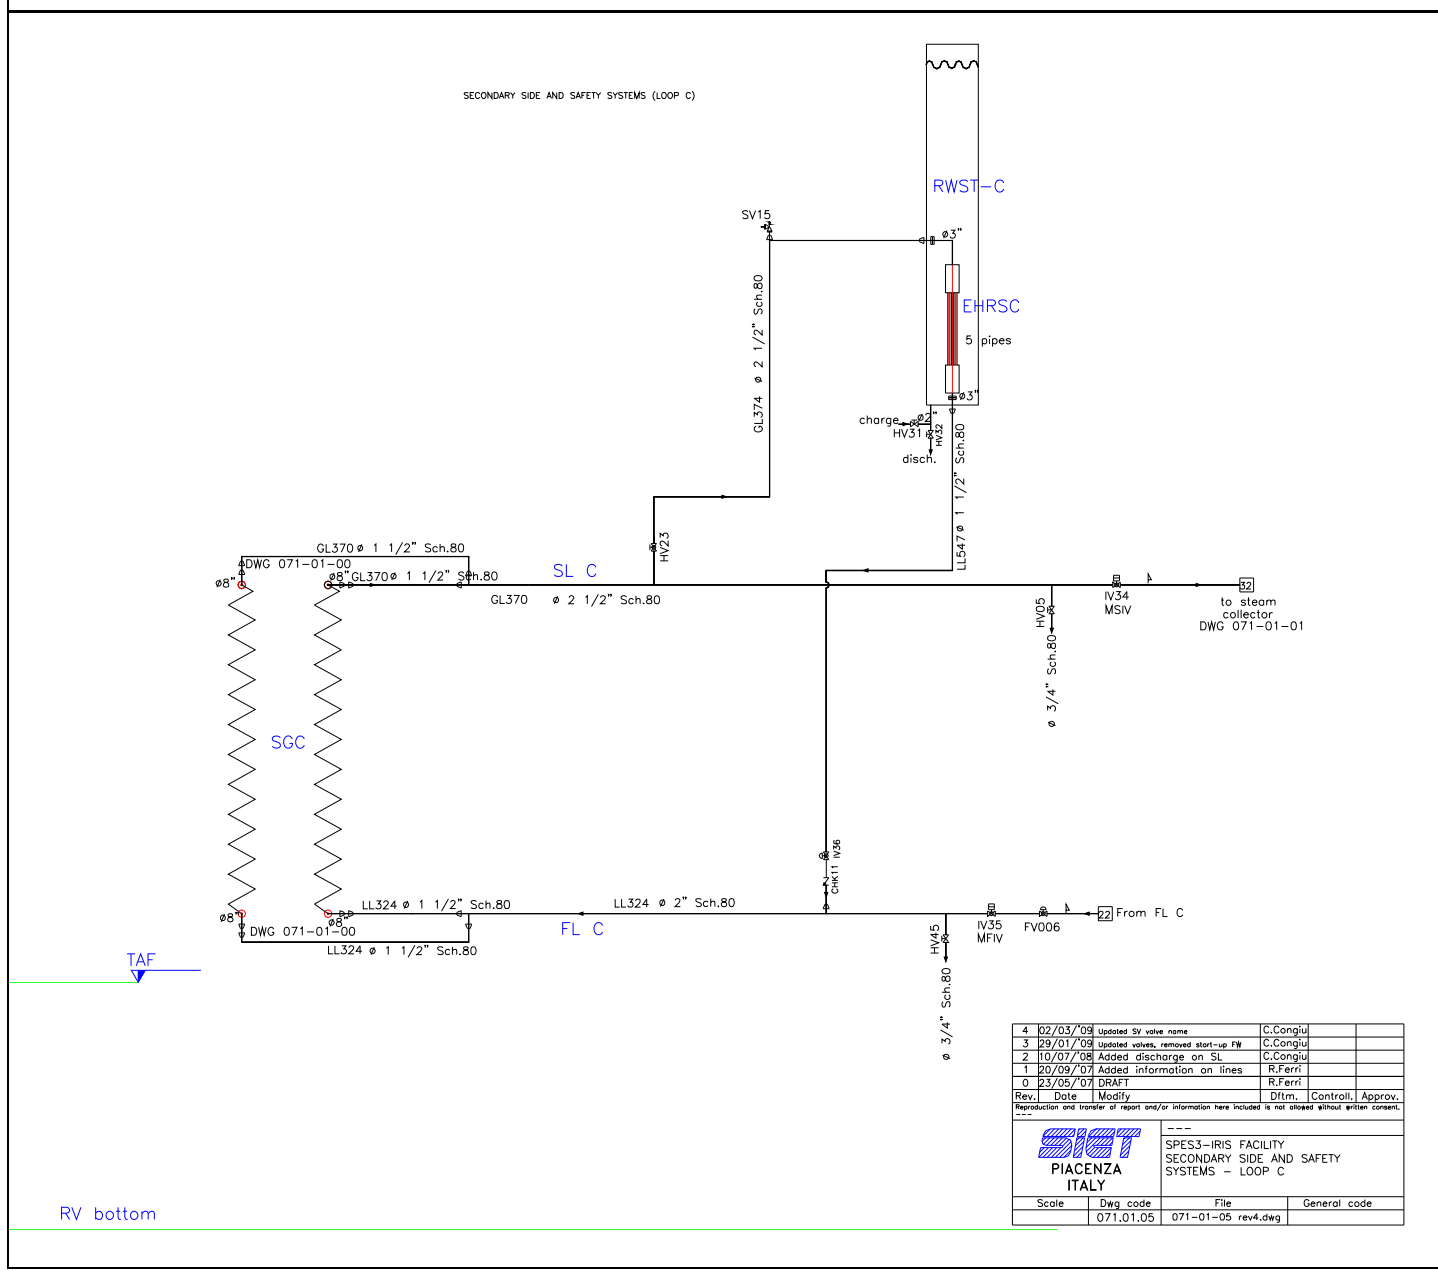 SECONDARY SIDE AND SAFETY SYSTEMS (LOOP C)
RWST-C
SV15
ø3"
GL374 ø 2 1/2" Sch.80
EHRSC
5 pipes
ø3"
charge
ø2"
HV31
HV32
disch.
LL547 ø 1 1/2" Sch.80
HV23
GL370 ø 1 1/2" Sch.80
DWG 071-01-00
ø8"
ø8"
GL370 ø 1 1/2" Sch.80
SL C
GL370 ø 2 1/2" Sch.80
HV05
ø 3/4" Sch.80
IV34
MSIV
32
to steam
collector
DWG 071-01-01
SGC
IV36
CHK11
LL324 ø 1 1/2" Sch.80
LL324 ø 2" Sch.80
ø8"
ø8"
DWG 071-01-00
LL324 ø 1 1/2" Sch.80
FL C
HV45
ø 3/4" Sch.80
IV35
MFIV
FV006
22
From FL C
TAF
RV bottom
4 02/03/'09 Updated SV valve name C.Congiu
3 29/01/'09 Updated valves, removed start-up FW C.Congiu
2 10/07/'08 Added discharge on SL C.Congiu
1 20/09/'07 Added information on lines R.Ferri
0 23/05/'07 DRAFT R.Ferri
Rev. Date Modify Dftm. Controll. Approv.
Reproduction and transfer of report and/or information here included is not allowed without written consent.
---
---
SIET
PIACENZA
ITALY
SPES3-IRIS FACILITY
SECONDARY SIDE AND SAFETY
SYSTEMS - LOOP C
Scale Dwg code File General code
071.01.05 071-01-05 rev4.dwg